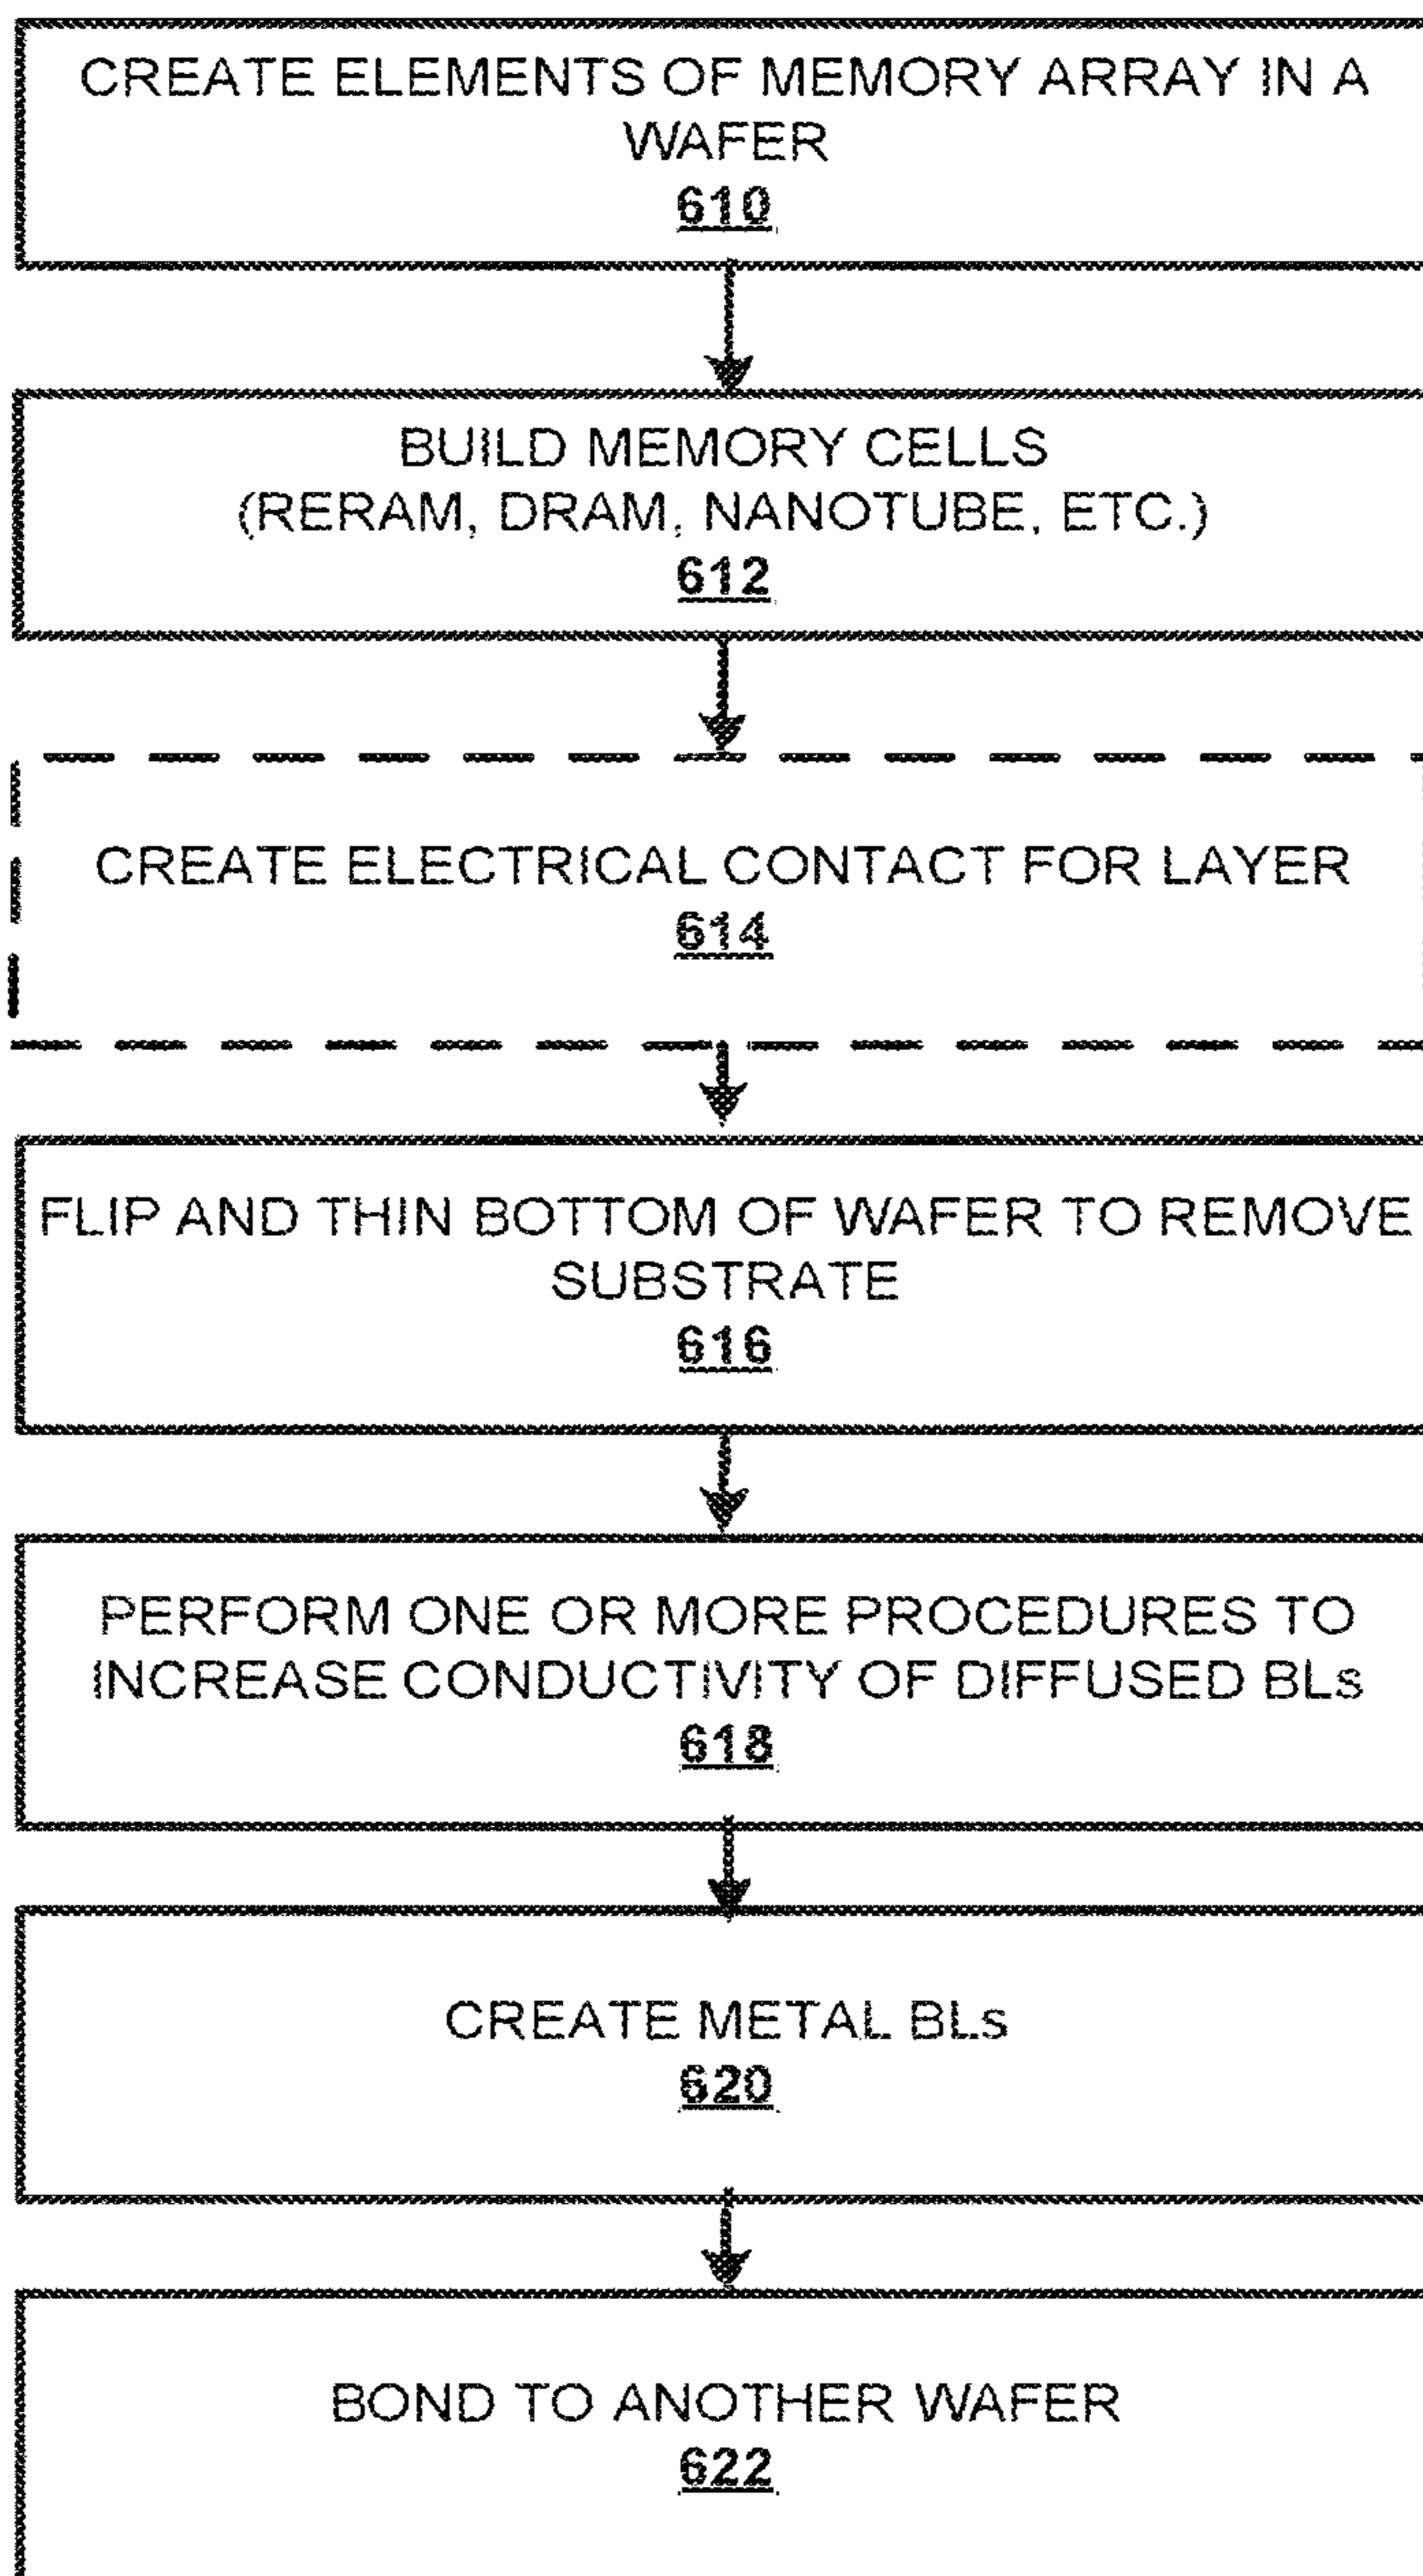 CREATE ELEMENTS OF MEMORY ARRAY IN A
WAFER
610
BUILD MEMORY CELLS
(RERAM, DRAM, NANOTUBE, ETC.)
612
CREATE ELECTRICAL CONTACT FOR LAYER
614
FLIP AND THIN BOTTOM OF WAFER TO REMOVE
SUBSTRATE
616
PERFORM ONE OR MORE PROCEDURES TO
INCREASE CONDUCTIVITY OF DIFFUSED BLs
618
CREATE METAL BLs
620
BOND TO ANOTHER WAFER
622